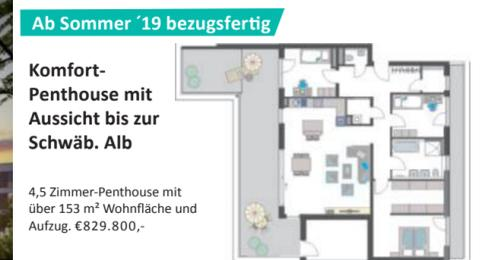 Ab Sommer ´19 bezugsfertig
Komfort-
Penthouse mit
Aussicht bis zur
Schwäb. Alb
4,5 Zimmer-Penthouse mit
über 153 m² Wohnfläche und
Aufzug. €829.800,-